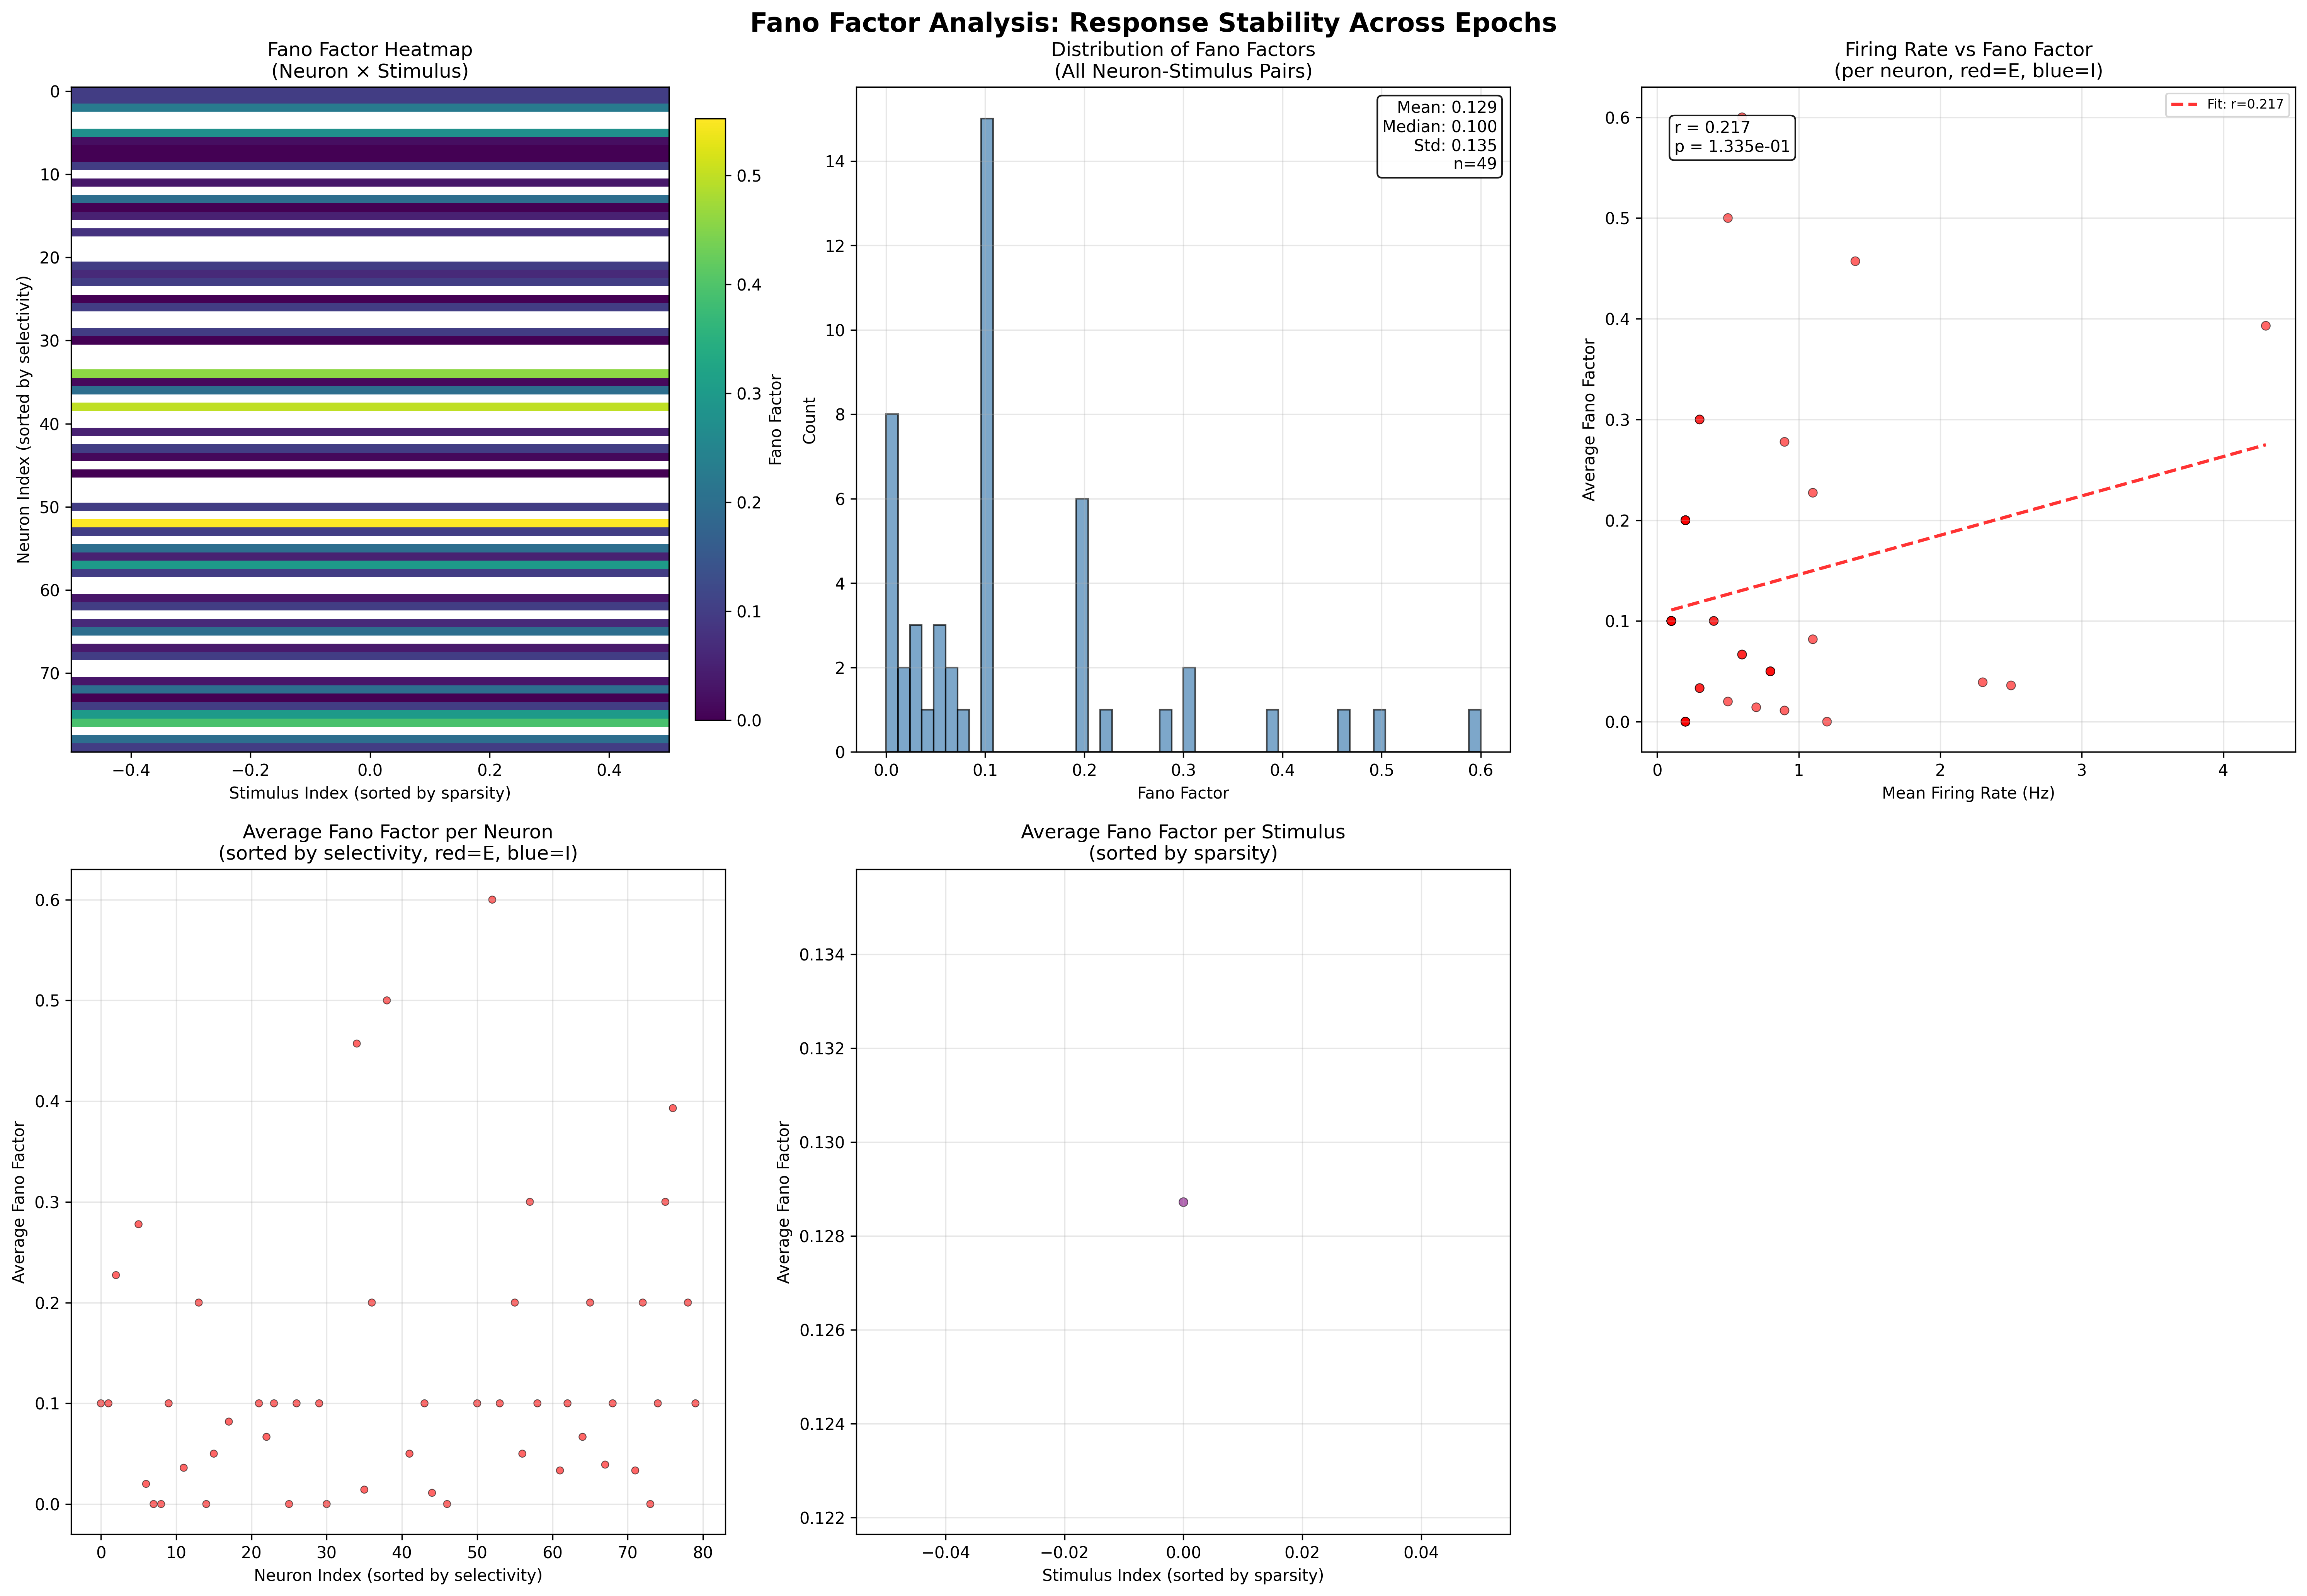 Fano Factor Analysis: Response Stability Across Epochs
Fano Factor Heatmap
(Neuron × Stimulus)
0
10
20
30
40
50
60
70
Neuron Index (sorted by selectivity)
−0.4
−0.2
0.0
0.2
0.4
Stimulus Index (sorted by sparsity)
0.5
0.4
0.3
0.2
0.1
0.0
Fano Factor
Distribution of Fano Factors
(All Neuron-Stimulus Pairs)
Mean: 0.129
Median: 0.100
Std: 0.135
n=49
14
12
10
8
6
4
2
0
Count
0.0
0.1
0.2
0.3
0.4
0.5
0.6
Fano Factor
Firing Rate vs Fano Factor
(per neuron, red=E, blue=I)
Fit: r=0.217
r = 0.217
p = 1.335e-01
0.6
0.5
0.4
0.3
0.2
0.1
0.0
Average Fano Factor
0
1
2
3
4
Mean Firing Rate (Hz)
Average Fano Factor per Neuron
(sorted by selectivity, red=E, blue=I)
0.6
0.5
0.4
0.3
0.2
0.1
0.0
Average Fano Factor
0
10
20
30
40
50
60
70
80
Neuron Index (sorted by selectivity)
Average Fano Factor per Stimulus
(sorted by sparsity)
0.134
0.132
0.130
0.128
0.126
0.124
0.122
Average Fano Factor
−0.04
−0.02
0.00
0.02
0.04
Stimulus Index (sorted by sparsity)